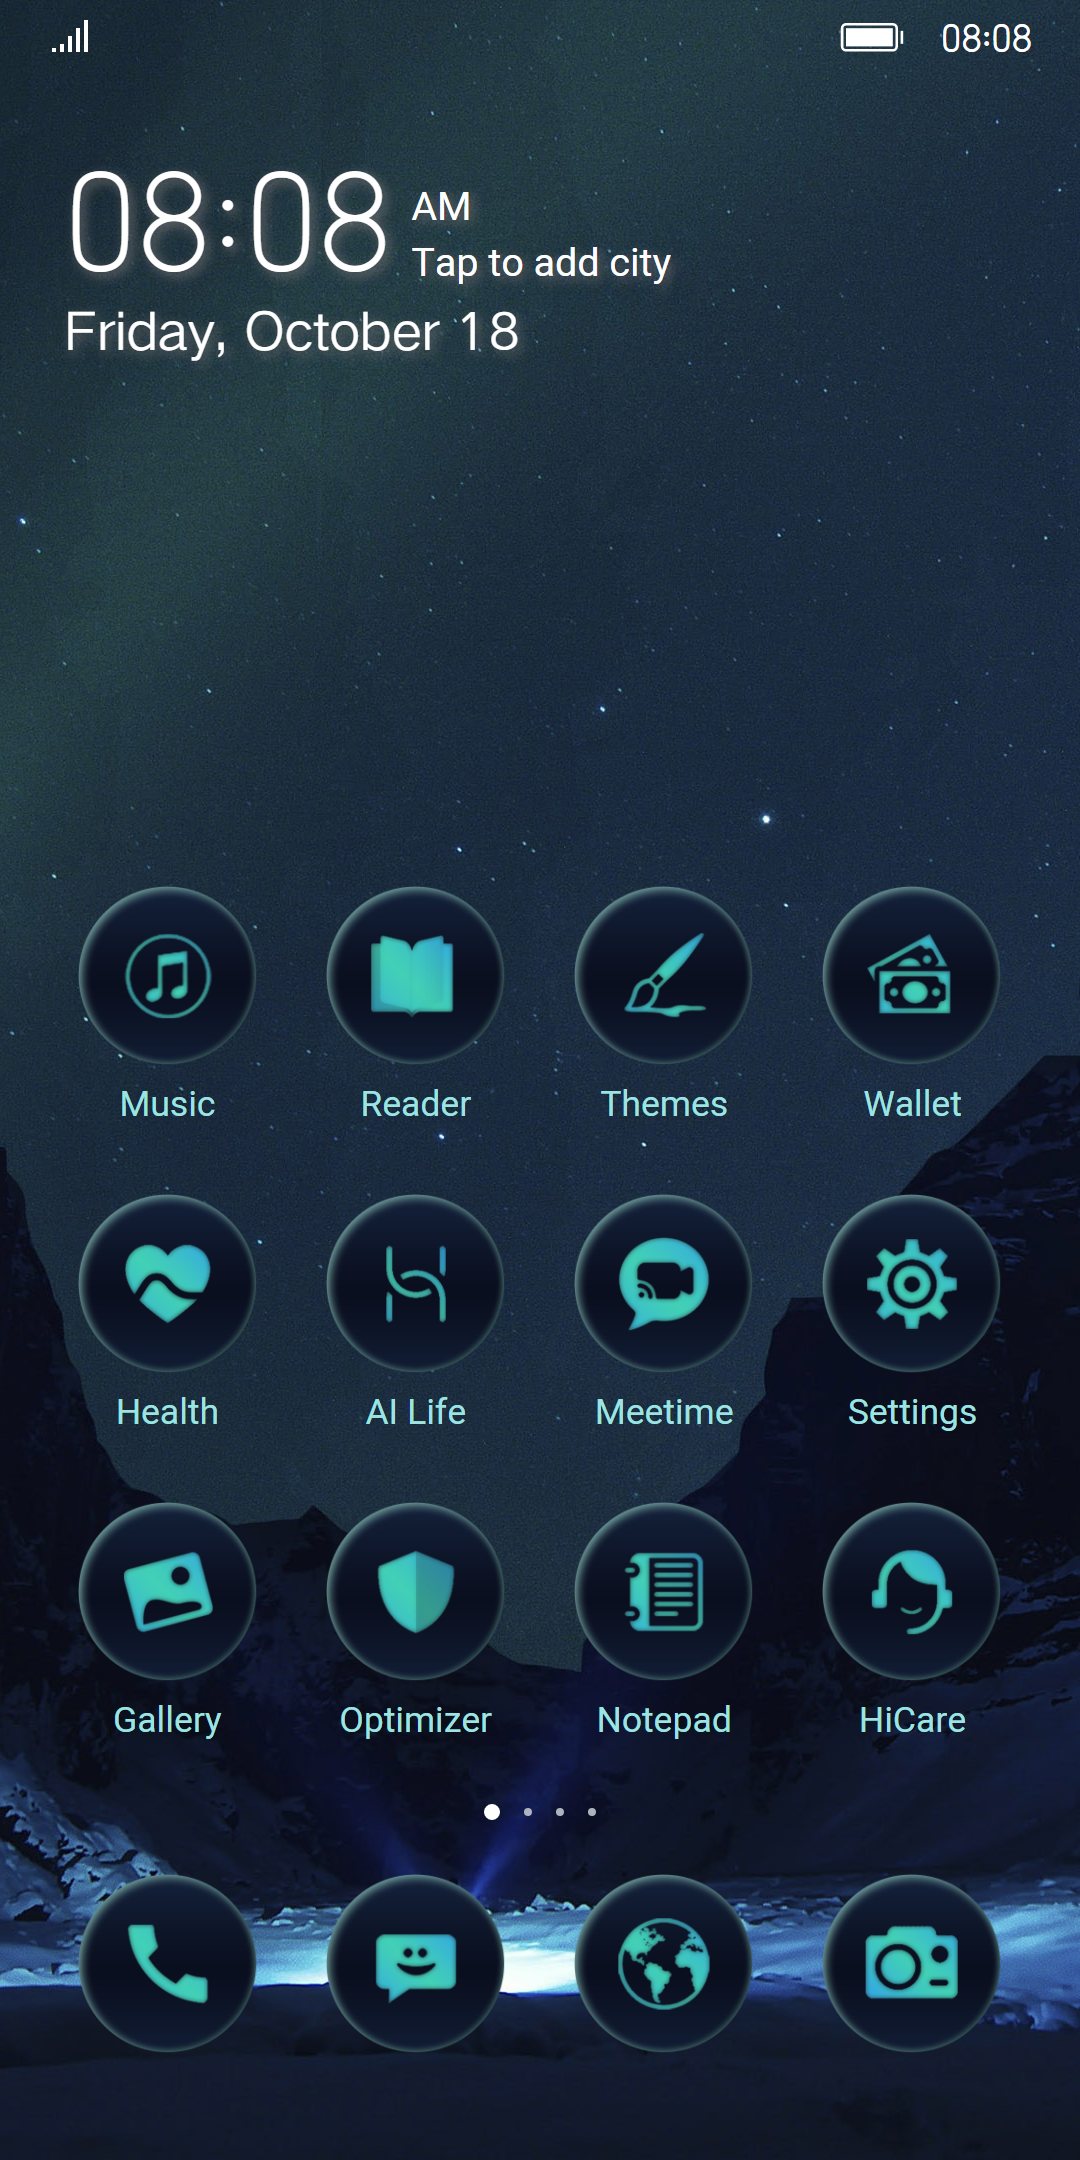 08:08
08:08 AM
Tap to add city
Friday, October 18
Music Reader Themes Wallet
Health AI Life Meetime Settings
Gallery Optimizer Notepad HiCare